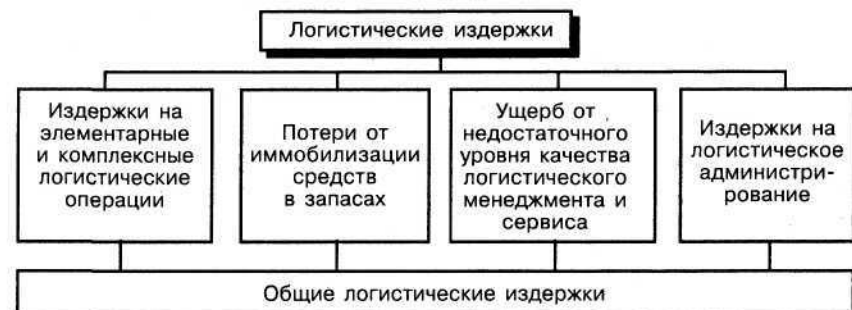 Логистические издержки
Издержки на
элементарные
и комплексные
логистические
операции
Потери от
иммобилизации
средств
в запасах
Ущерб от
недостаточного
уровня качества
логистического
менеджмента и
сервиса
Издержки на
логистическое
администри-
рование
Общие логистические издержки